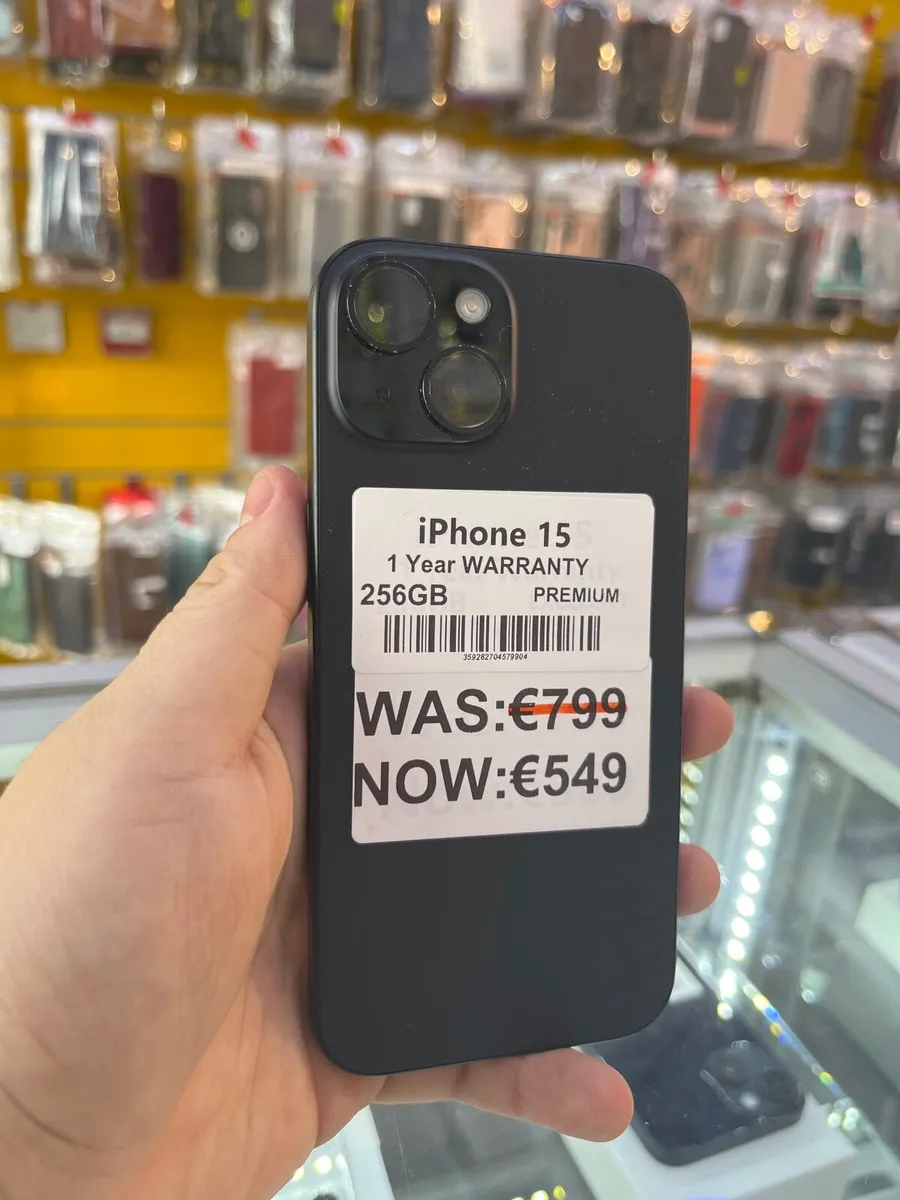 iPhone 15
1 Year WARRANTY
256GB PREMIUM
359282704579904
WAS:€799
NOW:€549